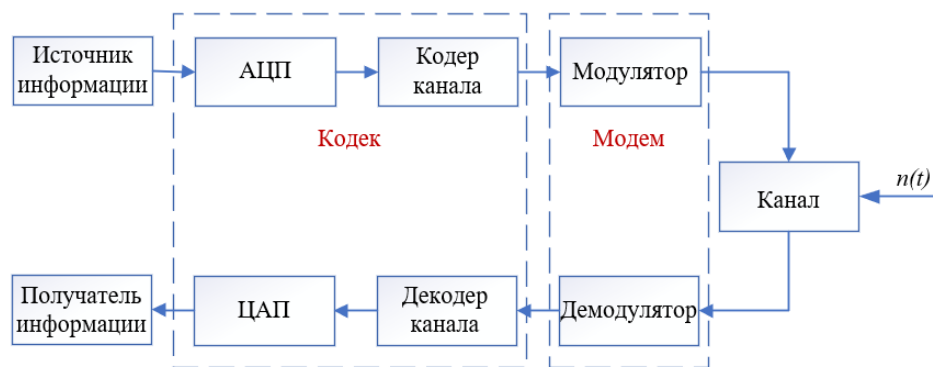 Источник
информации
АЦП
Кодер
канала
Модулятор
Кодек
Модем
n(t)
Канал
Получатель
информации
ЦАП
Декодер
канала
Демодулятор